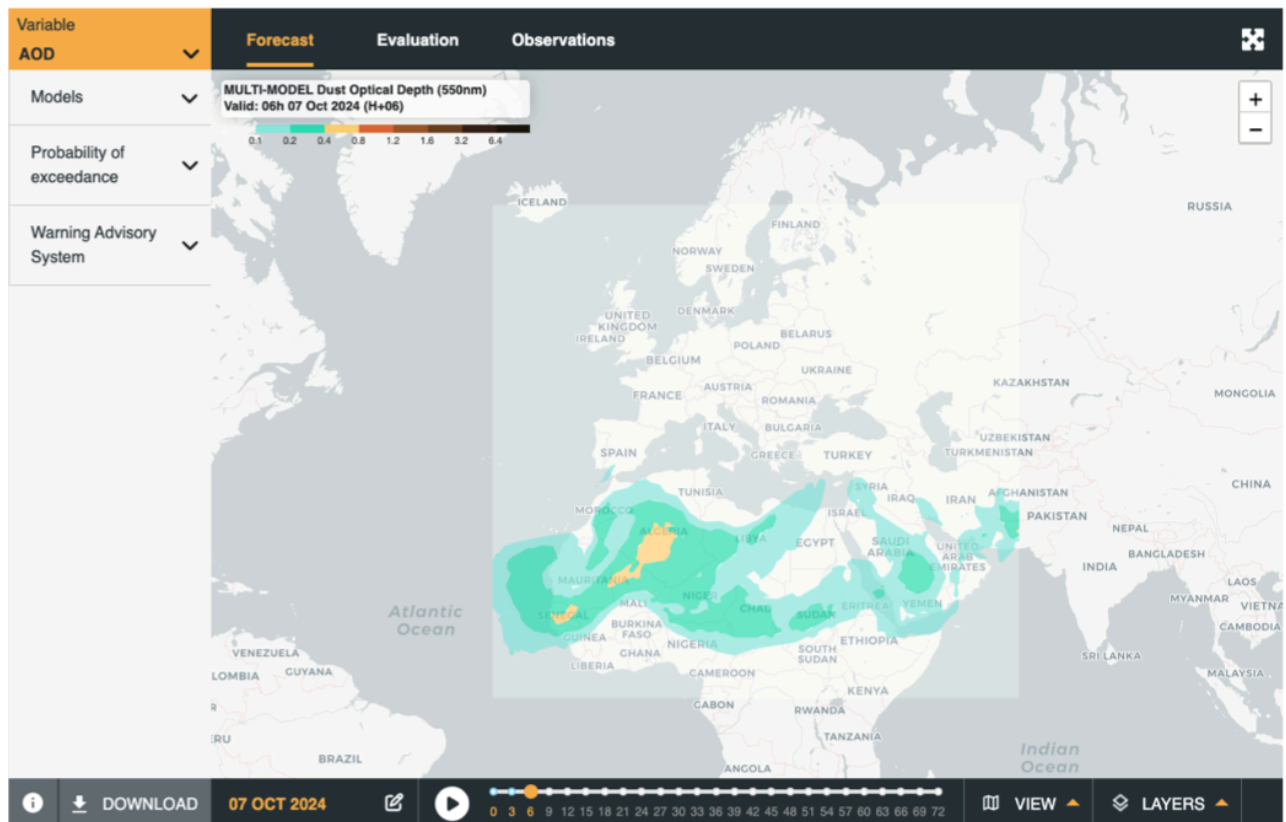 Variable
AOD
Forecast
Evaluation
Observations
Models
Probability of
exceedance
Warning Advisory
System
MULTI-MODEL Dust Optical Depth (550nm)
Valid: 06h 07 Oct 2024 (H+06)
0.1 0.2 0.4 0.8 1.2 1.6 3.2 6.4
+
−
ICELAND
RUSSIA
FINLAND
NORWAY
SWEDEN
UNITED
KINGDOM
DENMARK
IRELAND
BELARUS
POLAND
BELGIUM
UKRAINE
AUSTRIA
KAZAKHSTAN
FRANCE
ROMANIA
MONGOLIA
ITALY
BULGARIA
UZBEKISTAN
SPAIN
GREECE
TURKEY
TURKMENISTAN
TUNISIA
SYRIA
IRAQ
IRAN
AFGHANISTAN
CHINA
MOROCCO
ISRAEL
PAKISTAN
ALGERIA
LIBYA
EGYPT
SAUDI
ARABIA
UNITED
ARAB
EMIRATES
NEPAL
BANGLADESH
INDIA
MAURITANIA
LAOS
MALI
NIGER
CHAD
SUDAN
ERITREA
YEMEN
MYANMAR
VIETNA
Atlantic
Ocean
SENEGAL
BURKINA
FASO
CAMBODIA
GUINEA
GHANA
NIGERIA
SOUTH
SUDAN
ETHIOPIA
SRI LANKA
VENEZUELA
LIBERIA
LOMBIA
GUYANA
CAMEROON
MALAYSIA
KENYA
GABON
RWANDA
R
ERU
TANZANIA
BRAZIL
Indian
Ocean
ANGOLA
DOWNLOAD
07 OCT 2024
0 3 6 9 12 15 18 21 24 27 30 33 36 39 42 45 48 51 54 57 60 63 66 69 72
VIEW
LAYERS